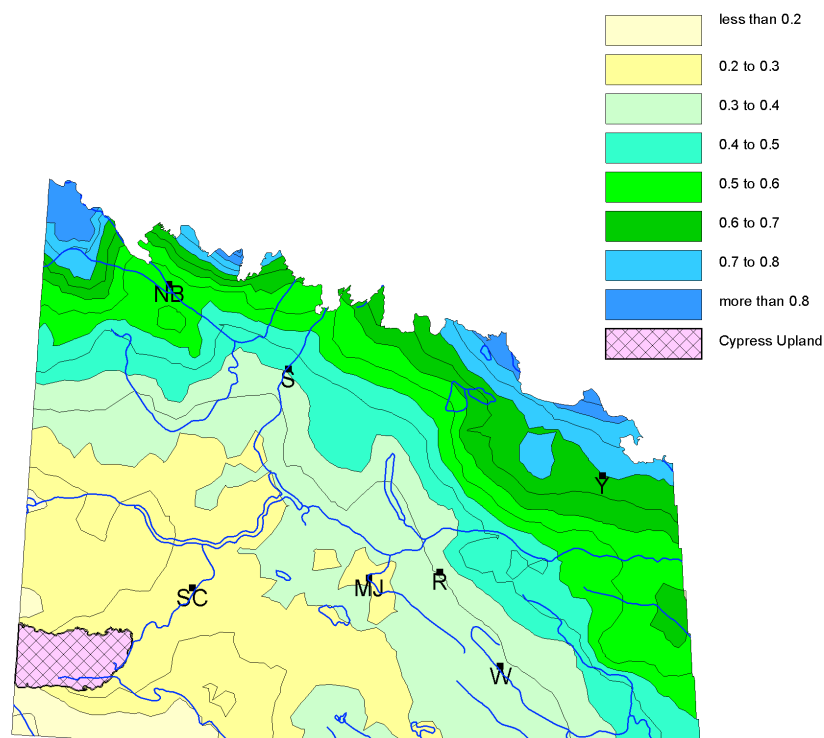 less than 0.2
0.2 to 0.3
0.3 to 0.4
0.4 to 0.5
0.5 to 0.6
0.6 to 0.7
0.7 to 0.8
more than 0.8
Cypress Upland
NB
S
Y
MJ
R
SC
W